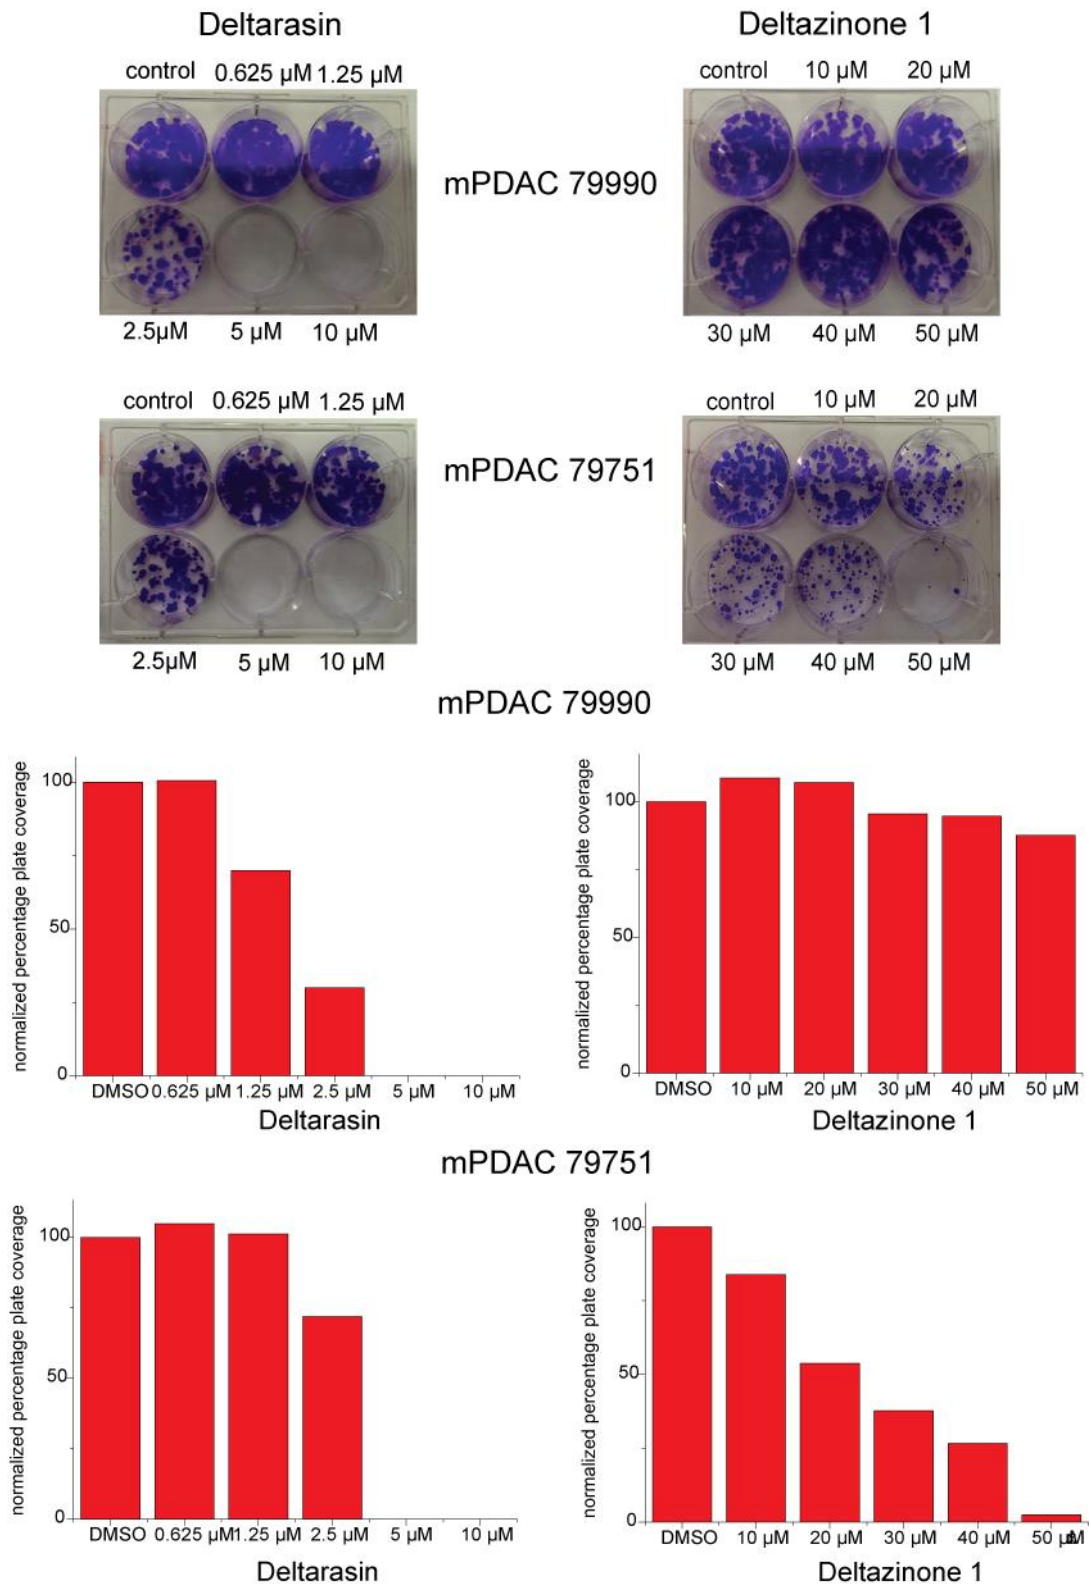 Deltarasin Deltazinone 1
control 0.625 µM 1.25 µM control 10 µM 20 µM
mPDAC 79990
2.5µM 5 µM 10 µM 30 µM 40 µM 50 µM
control 0.625 µM 1.25 µM control 10 µM 20 µM
mPDAC 79751
2.5µM 5 µM 10 µM 30 µM 40 µM 50 µM
mPDAC 79990
normalized percentage plate coverage
100
50
0
DMSO 0.625 µM 1.25 µM 2.5 µM 5 µM 10 µM
Deltarasin
normalized percentage plate coverage
100
50
0
DMSO 10 µM 20 µM 30 µM 40 µM 50 µM
Deltazinone 1
mPDAC 79751
normalized percentage plate coverage
100
50
0
DMSO 0.625 µM 1.25 µM 2.5 µM 5 µM 10 µM
Deltarasin
normalized percentage plate coverage
100
50
0
DMSO 10 µM 20 µM 30 µM 40 µM 50 µM
Deltazinone 1